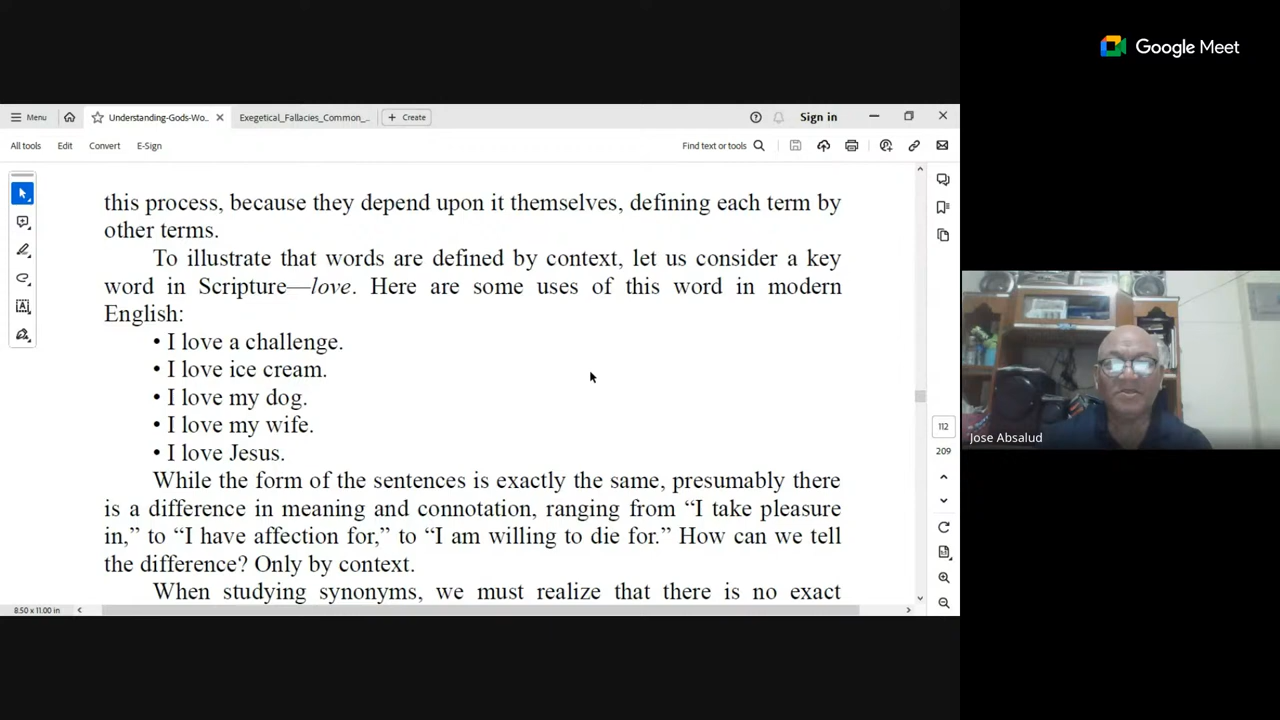 Google Meet
Menu
Understanding-Gods-Wo...
Exegetical_Fallacies_Common_...
Create
Sign in
All tools
Edit
Convert
E-Sign
Find text or tools
this process, because they depend upon it themselves, defining each term by
other terms.
To illustrate that words are defined by context, let us consider a key
word in Scripture—love. Here are some uses of this word in modern
English:
• I love a challenge.
• I love ice cream.
• I love my dog.
• I love my wife.
• I love Jesus.
While the form of the sentences is exactly the same, presumably there
is a difference in meaning and connotation, ranging from “I take pleasure
in,” to “I have affection for,” to “I am willing to die for.” How can we tell
the difference? Only by context.
When studying synonyms, we must realize that there is no exact
112
209
8.50 x 11.00 in
Jose Absalud